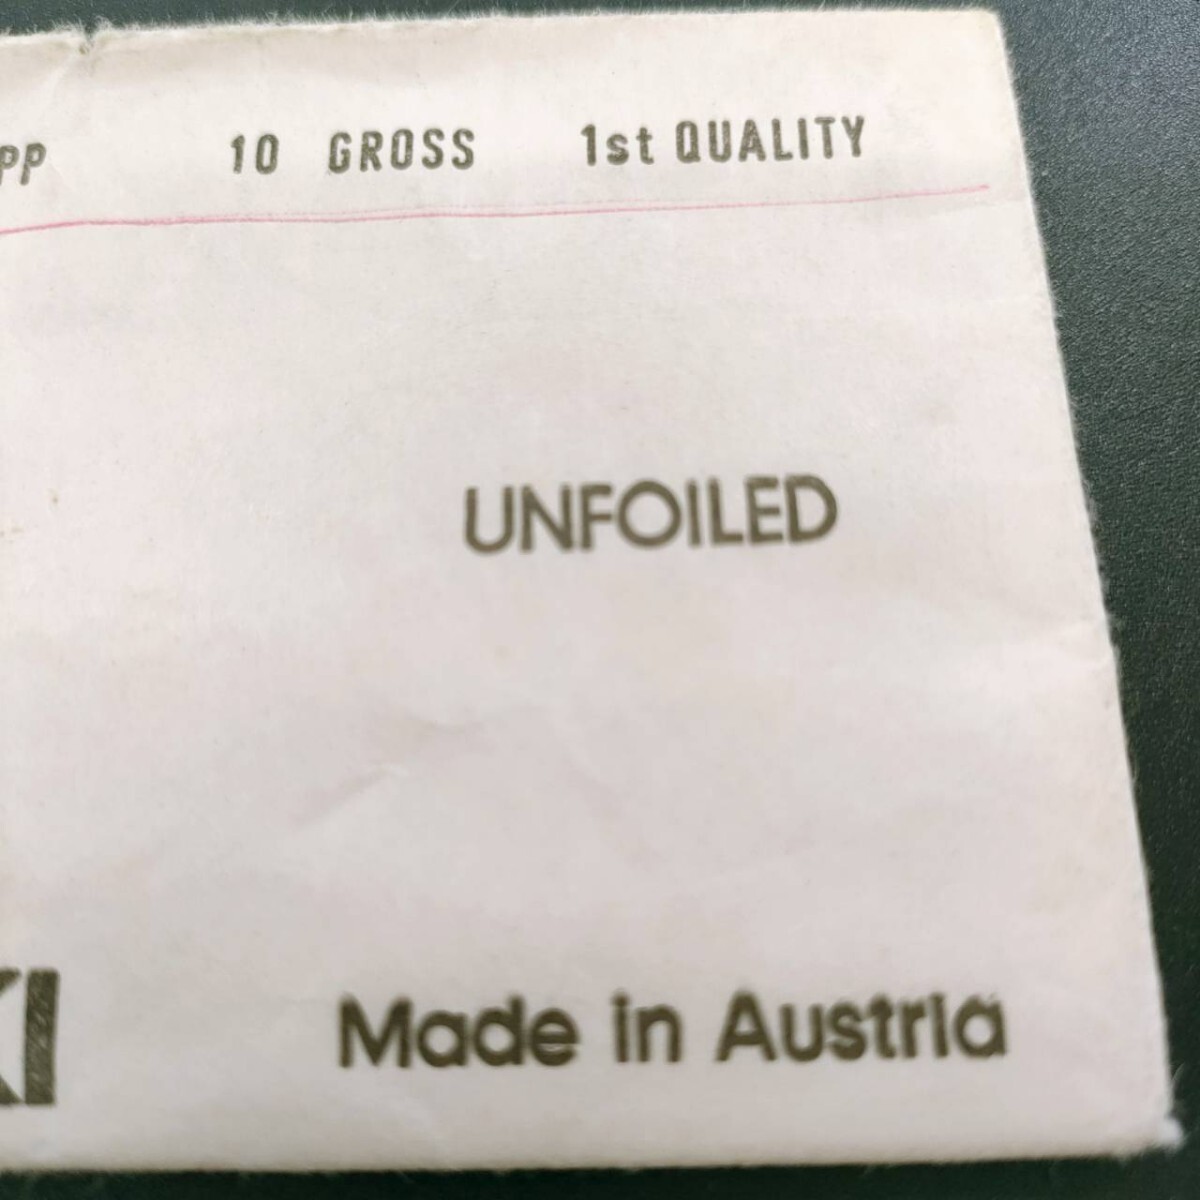 PP 10 GROSS 1st QUALITY
UNFOILED
KI Made in Austria